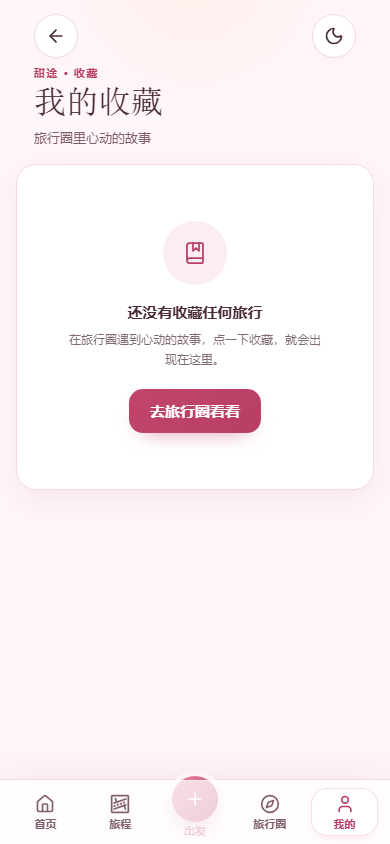 甜途 • 收藏
我的收藏
旅行圈里心动的故事
还没有收藏任何旅行
在旅行圈遇到心动的故事，点一下收藏，就会出
现在这里。
去旅行圈看看
首页
旅程
出发
旅行圈
我的